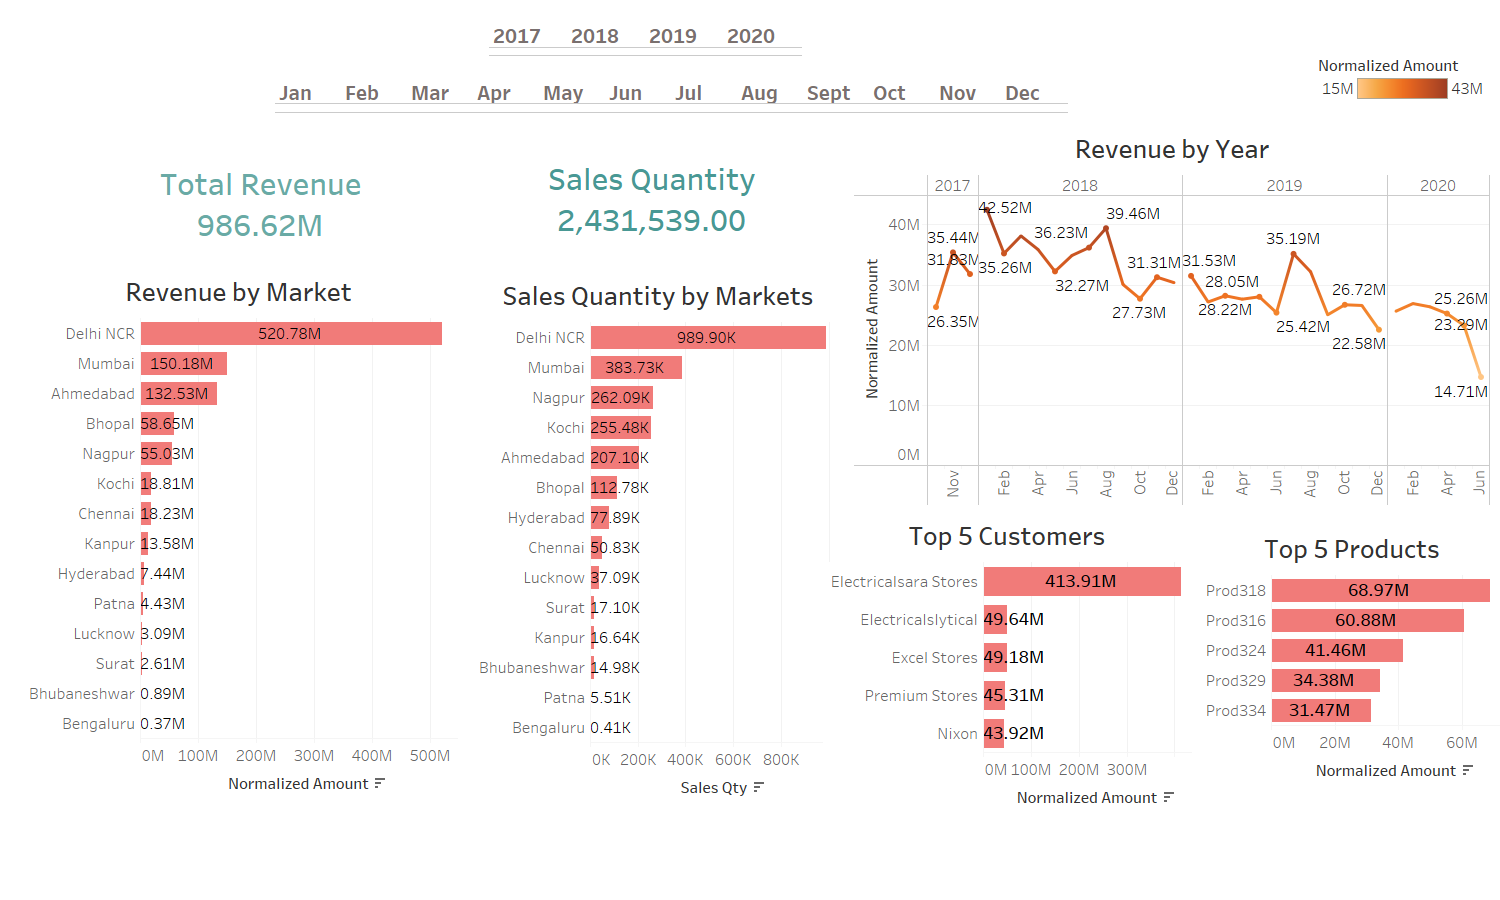 2017 2018 2019 2020
Jan Feb Mar Apr May Jun Jul Aug Sept Oct Nov Dec
Normalized Amount
15M 43M
Total Revenue
986.62M
Sales Quantity
2,431,539.00
Revenue by Market
Delhi NCR 520.78M
Mumbai 150.18M
Ahmedabad 132.53M
Bhopal 58.65M
Nagpur 55.03M
Kochi 18.81M
Chennai 18.23M
Kanpur 13.58M
Hyderabad 7.44M
Patna 4.43M
Lucknow 3.09M
Surat 2.61M
Bhubaneshwar 0.89M
Bengaluru 0.37M
0M 100M 200M 300M 400M 500M
Normalized Amount
Sales Quantity by Markets
Delhi NCR 989.90K
Mumbai 383.73K
Nagpur 262.09K
Kochi 255.48K
Ahmedabad 207.10K
Bhopal 112.78K
Hyderabad 77.89K
Chennai 50.83K
Lucknow 37.09K
Surat 17.10K
Kanpur 16.64K
Bhubaneshwar 14.98K
Patna 5.51K
Bengaluru 0.41K
0K 200K 400K 600K 800K
Sales Qty
Revenue by Year
2017 2018 2019 2020
Normalized Amount
40M
30M
20M
10M
0M
42.52M
39.46M
36.23M
35.44M
35.19M
31.83M
35.26M
31.31M
31.53M
32.27M
28.05M
26.72M
25.26M
26.35M
27.73M
28.22M
25.42M
23.29M
22.58M
14.71M
Nov Feb Apr Jun Aug Oct Dec Feb Apr Jun Aug Oct Dec Feb Apr Jun
Top 5 Customers
Electricalsara Stores 413.91M
Electricalslytical 49.64M
Excel Stores 49.18M
Premium Stores 45.31M
Nixon 43.92M
0M 100M 200M 300M
Normalized Amount
Top 5 Products
Prod318 68.97M
Prod316 60.88M
Prod324 41.46M
Prod329 34.38M
Prod334 31.47M
0M 20M 40M 60M
Normalized Amount